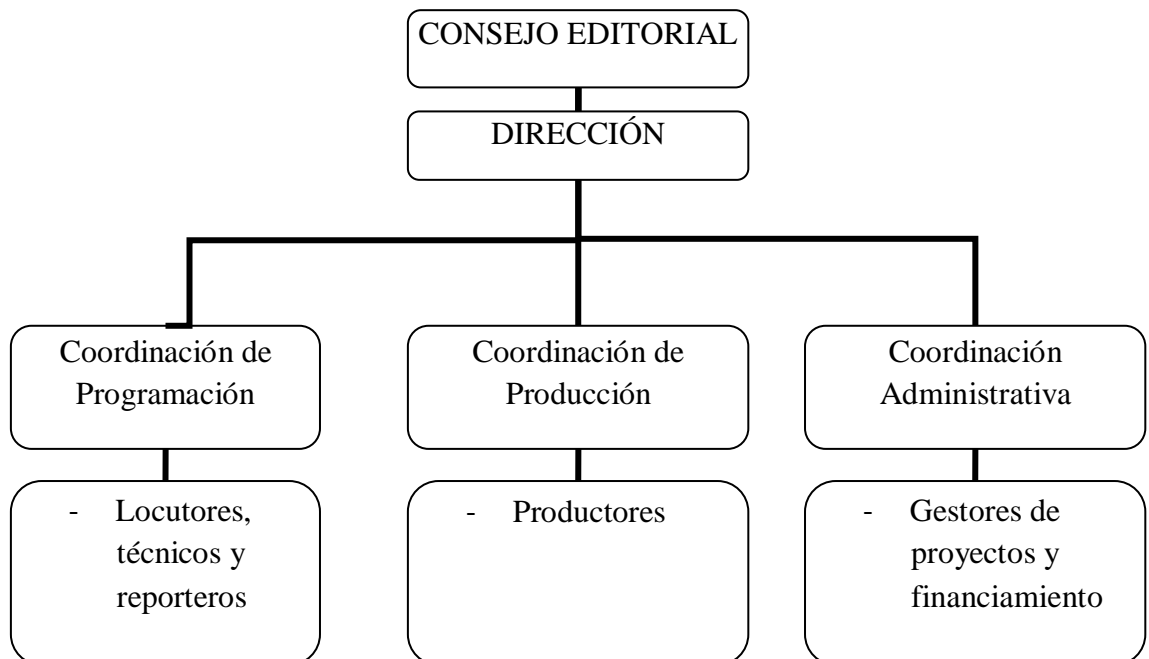 CONSEJO EDITORIAL
DIRECCIÓN
Coordinación de
Programación
Coordinación de
Producción
Coordinación
Administrativa
- Locutores,
técnicos y
reporteros
- Productores
- Gestores de
proyectos y
financiamiento